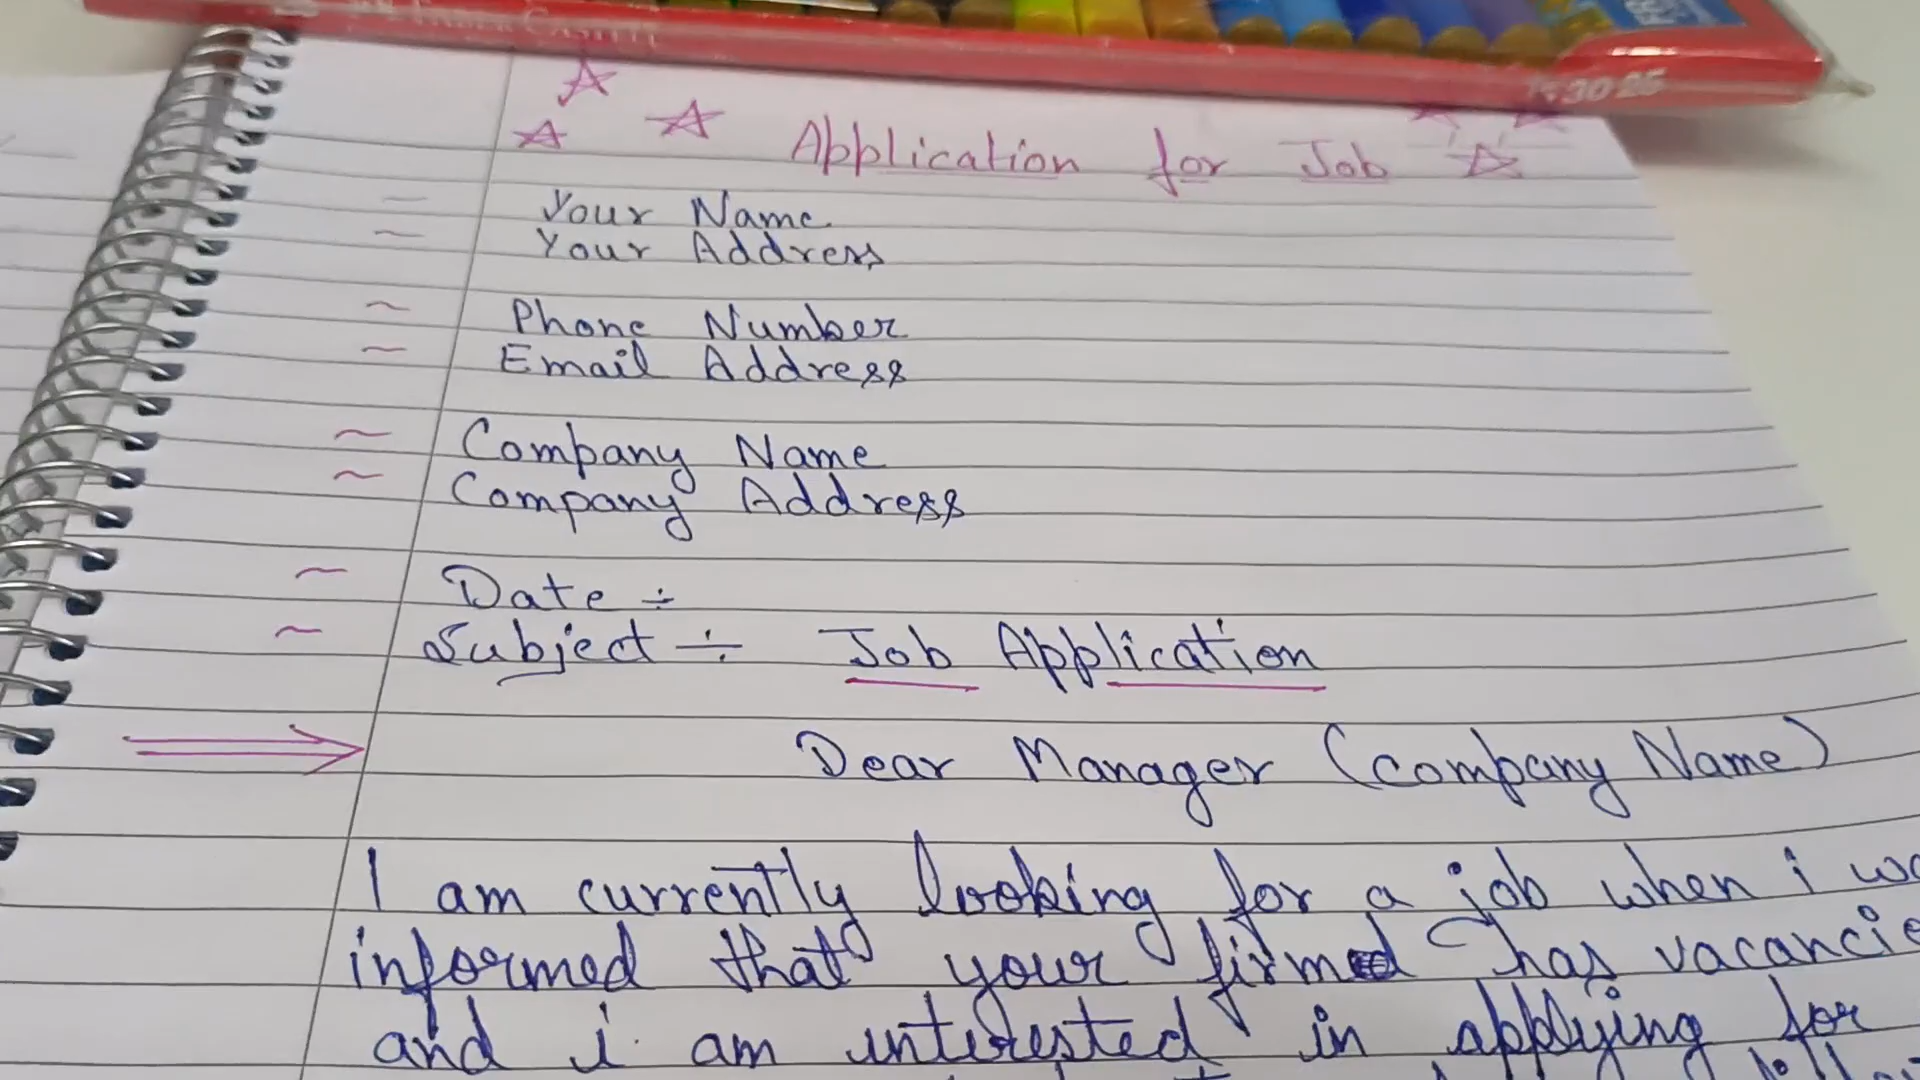 Application for Job
Your Name
Your Address
Phone Number
Email Address
Company Name
Company Address
Date ÷
Subject ÷ Job Application
Dear Manager (Company Name)
I am currently looking for a job when i
informed that your firm has
and i am interested in applying for